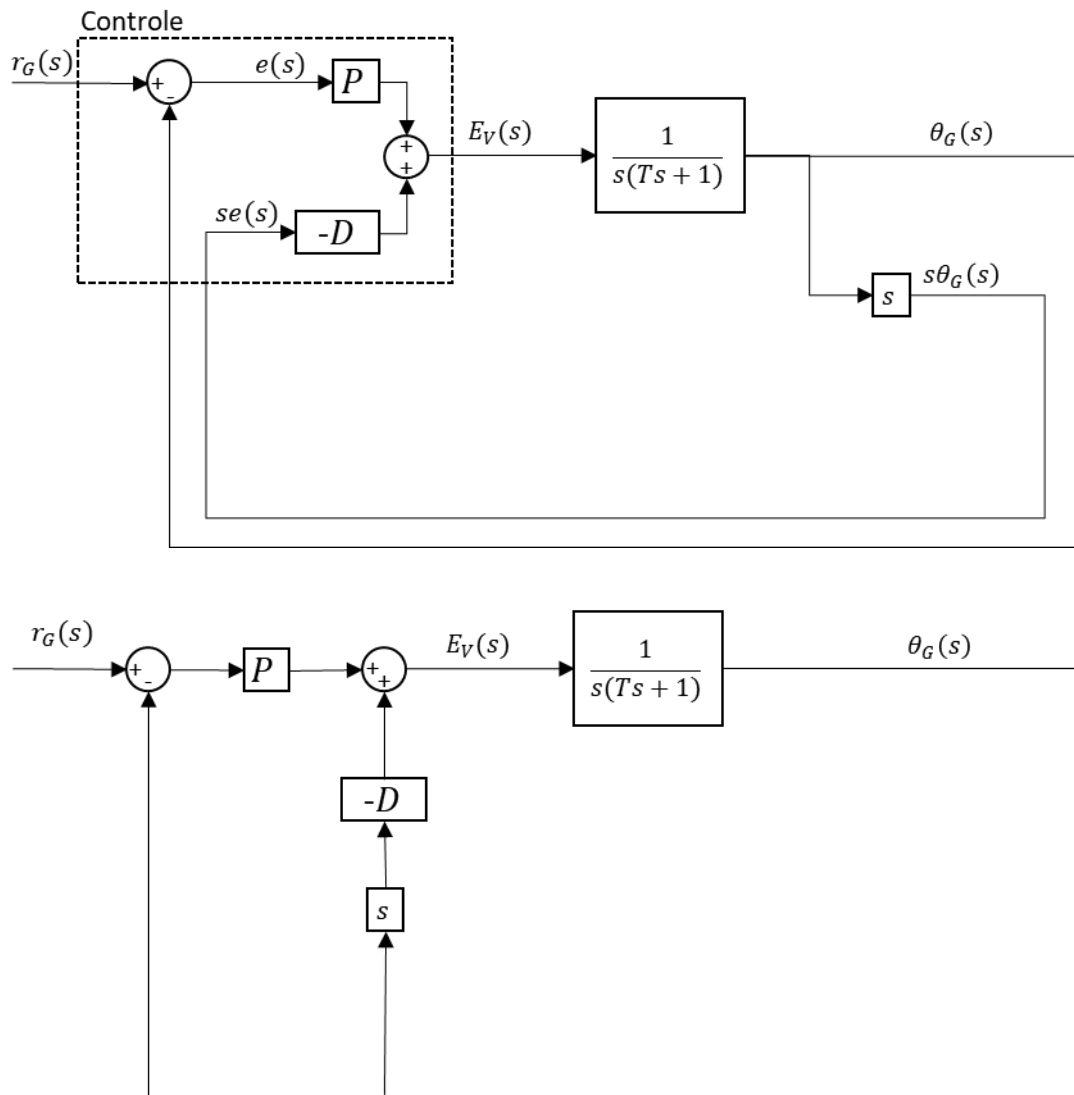 Controle
r_G(s)
+
-
e(s)
P
+
+
E_V(s)
1
s(Ts + 1)
θ_G(s)
se(s)
-D
s
sθ_G(s)
r_G(s)
+
-
P
+
+
E_V(s)
1
s(Ts + 1)
θ_G(s)
-D
s